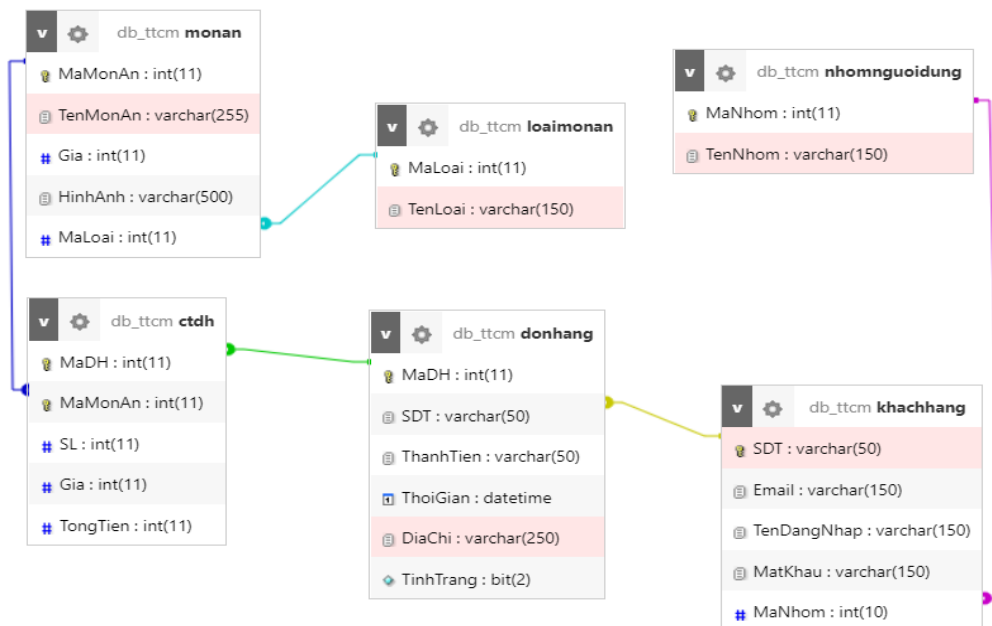 v db_ttcm monan
MaMonAn : int(11)
TenMonAn : varchar(255)
# Gia : int(11)
HinhAnh : varchar(500)
# MaLoai : int(11)
v db_ttcm loaimonan
MaLoai : int(11)
TenLoai : varchar(150)
v db_ttcm nhomnguoidung
MaNhom : int(11)
TenNhom : varchar(150)
v db_ttcm ctdh
MaDH : int(11)
MaMonAn : int(11)
# SL : int(11)
# Gia : int(11)
# TongTien : int(11)
v db_ttcm donhang
MaDH : int(11)
SDT : varchar(50)
ThanhTien : varchar(50)
ThoiGian : datetime
DiaChi : varchar(250)
TinhTrang : bit(2)
v db_ttcm khachhang
SDT : varchar(50)
Email : varchar(150)
TenDangNhap : varchar(150)
MatKhau : varchar(150)
# MaNhom : int(10)